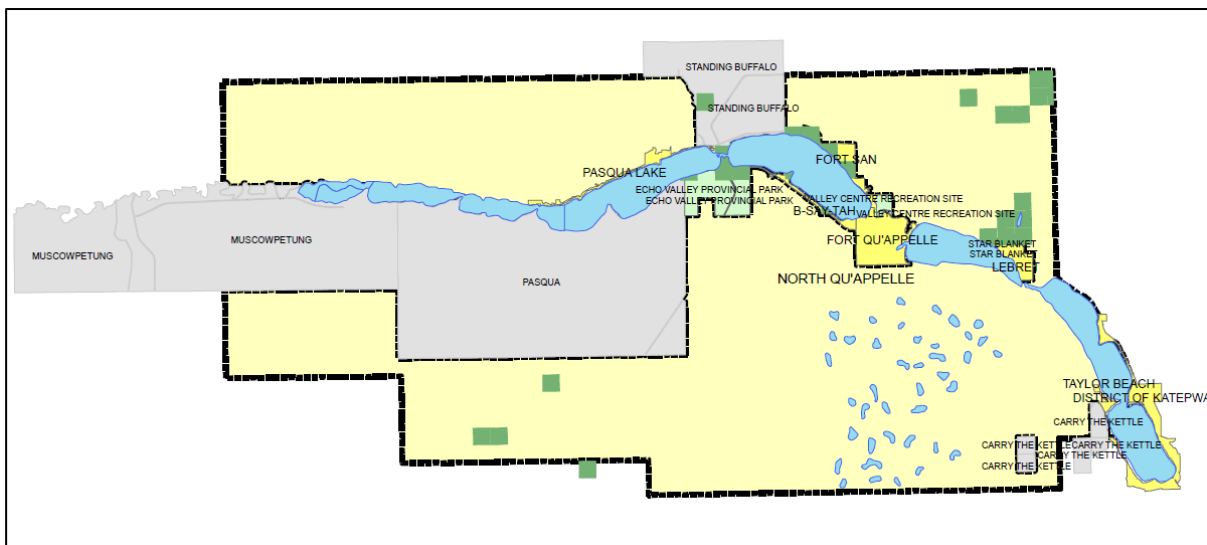 STANDING BUFFALO
STANDING BUFFALO
FORT SAN
PASQUA LAKE
ECHO VALLEY PROVINCIAL PARK
ECHO VALLEY PROVINCIAL PARK
VALLEY CENTRE RECREATION SITE
B-SAY-TAH
VALLEY CENTRE RECREATION SITE
MUSCOWPETUNG
FORT QU'APPELLE
STAR BLANKET
STAR BLANKET
MUSCOWPETUNG
LEBRET
PASQUA
NORTH QU'APPELLE
TAYLOR BEACH
DISTRICT OF KATEPWA
CARRY THE KETTLE
CARRY THE KETTLE
CARRY THE KETTLE
CARRY THE KETTLE
CARRY THE KETTLE